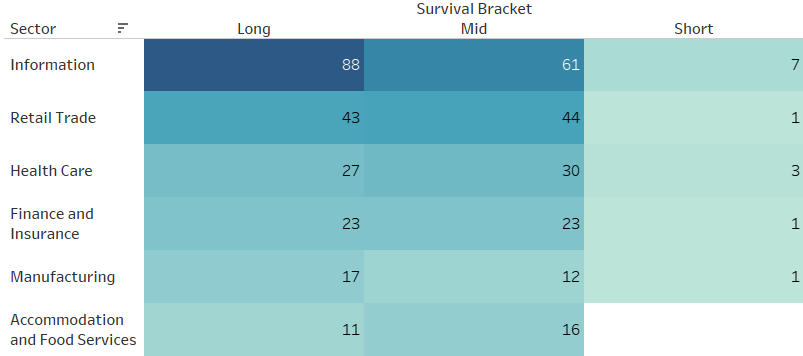 Survival Bracket
Sector Long Mid Short
Information 88 61 7
Retail Trade 43 44 1
Health Care 27 30 3
Finance and
Insurance 23 23 1
Manufacturing 17 12 1
Accommodation
and Food Services 11 16